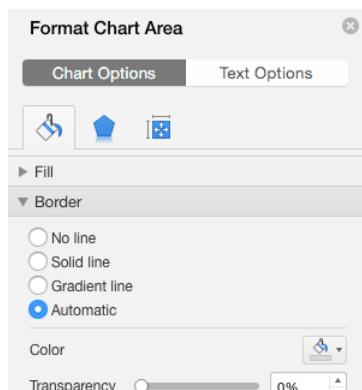 Format Chart Area
Chart Options Text Options
Fill
Border
No line
Solid line
Gradient line
Automatic
Color
Transparency 0%